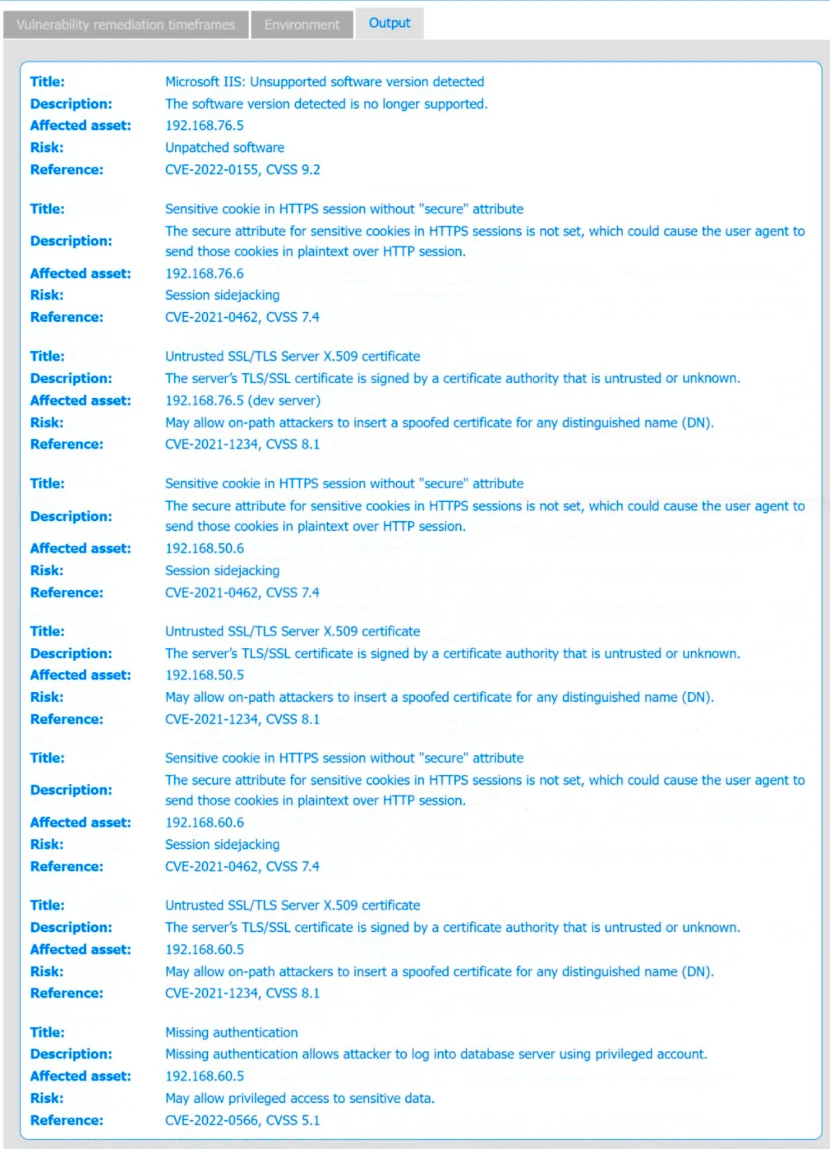 Vulnerability remediation timeframes Environment Output
Title: Microsoft IIS: Unsupported software version detected
Description: The software version detected is no longer supported.
Affected asset: 192.168.76.5
Risk: Unpatched software
Reference: CVE-2022-0155, CVSS 9.2
Title: Sensitive cookie in HTTPS session without "secure" attribute
Description: The secure attribute for sensitive cookies in HTTPS sessions is not set, which could cause the user agent to
send those cookies in plaintext over HTTP session.
Affected asset: 192.168.76.6
Risk: Session sidejacking
Reference: CVE-2021-0462, CVSS 7.4
Title: Untrusted SSL/TLS Server X.509 certificate
Description: The server's TLS/SSL certificate is signed by a certificate authority that is untrusted or unknown.
Affected asset: 192.168.76.5 (dev server)
Risk: May allow on-path attackers to insert a spoofed certificate for any distinguished name (DN).
Reference: CVE-2021-1234, CVSS 8.1
Title: Sensitive cookie in HTTPS session without "secure" attribute
Description: The secure attribute for sensitive cookies in HTTPS sessions is not set, which could cause the user agent to
send those cookies in plaintext over HTTP session.
Affected asset: 192.168.50.6
Risk: Session sidejacking
Reference: CVE-2021-0462, CVSS 7.4
Title: Untrusted SSL/TLS Server X.509 certificate
Description: The server's TLS/SSL certificate is signed by a certificate authority that is untrusted or unknown.
Affected asset: 192.168.50.5
Risk: May allow on-path attackers to insert a spoofed certificate for any distinguished name (DN).
Reference: CVE-2021-1234, CVSS 8.1
Title: Sensitive cookie in HTTPS session without "secure" attribute
Description: The secure attribute for sensitive cookies in HTTPS sessions is not set, which could cause the user agent to
send those cookies in plaintext over HTTP session.
Affected asset: 192.168.60.6
Risk: Session sidejacking
Reference: CVE-2021-0462, CVSS 7.4
Title: Untrusted SSL/TLS Server X.509 certificate
Description: The server's TLS/SSL certificate is signed by a certificate authority that is untrusted or unknown.
Affected asset: 192.168.60.5
Risk: May allow on-path attackers to insert a spoofed certificate for any distinguished name (DN).
Reference: CVE-2021-1234, CVSS 8.1
Title: Missing authentication
Description: Missing authentication allows attacker to log into database server using privileged account.
Affected asset: 192.168.60.5
Risk: May allow privileged access to sensitive data.
Reference: CVE-2022-0566, CVSS 5.1